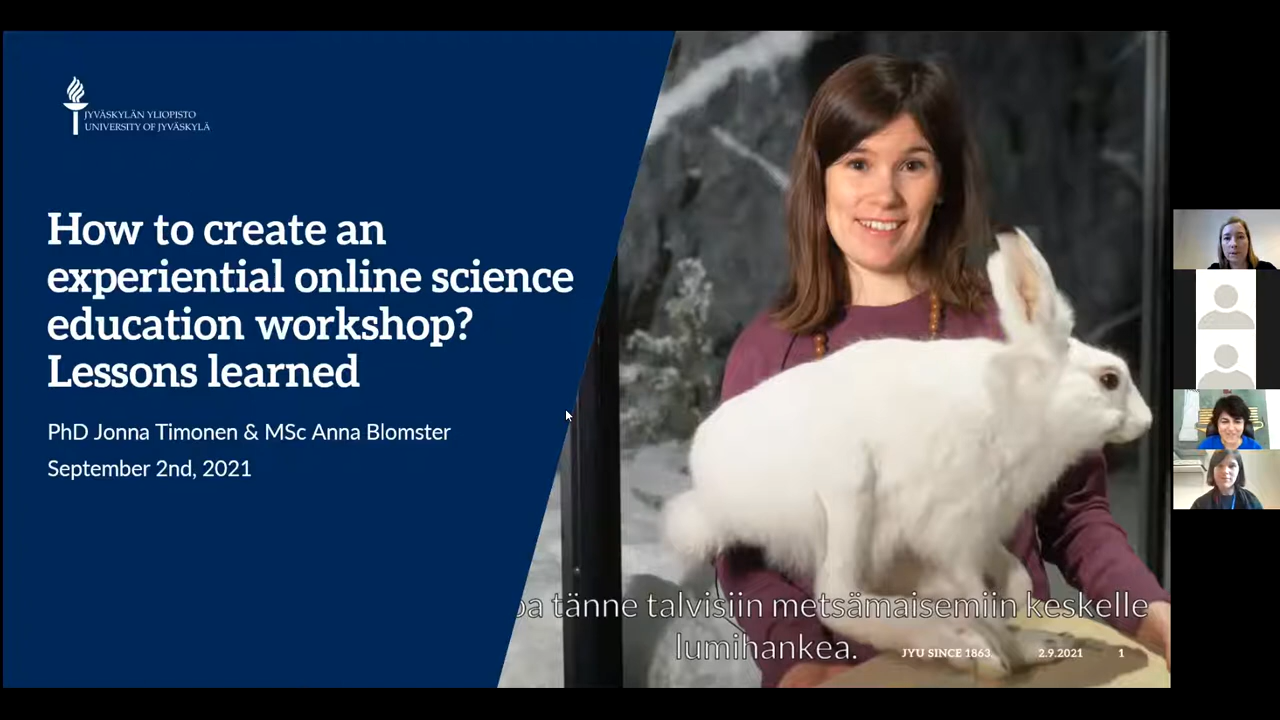 JYVÄSKYLÄN YLIOPISTO
UNIVERSITY OF JYVÄSKYLÄ
How to create an
experiential online science
education workshop?
Lessons learned
PhD Jonna Timonen & MSc Anna Blomster
September 2nd, 2021
tänne talvisiin metsämaisemiin keskelle
lumihankea.
JYU SINCE 1863
2.9.2021
1